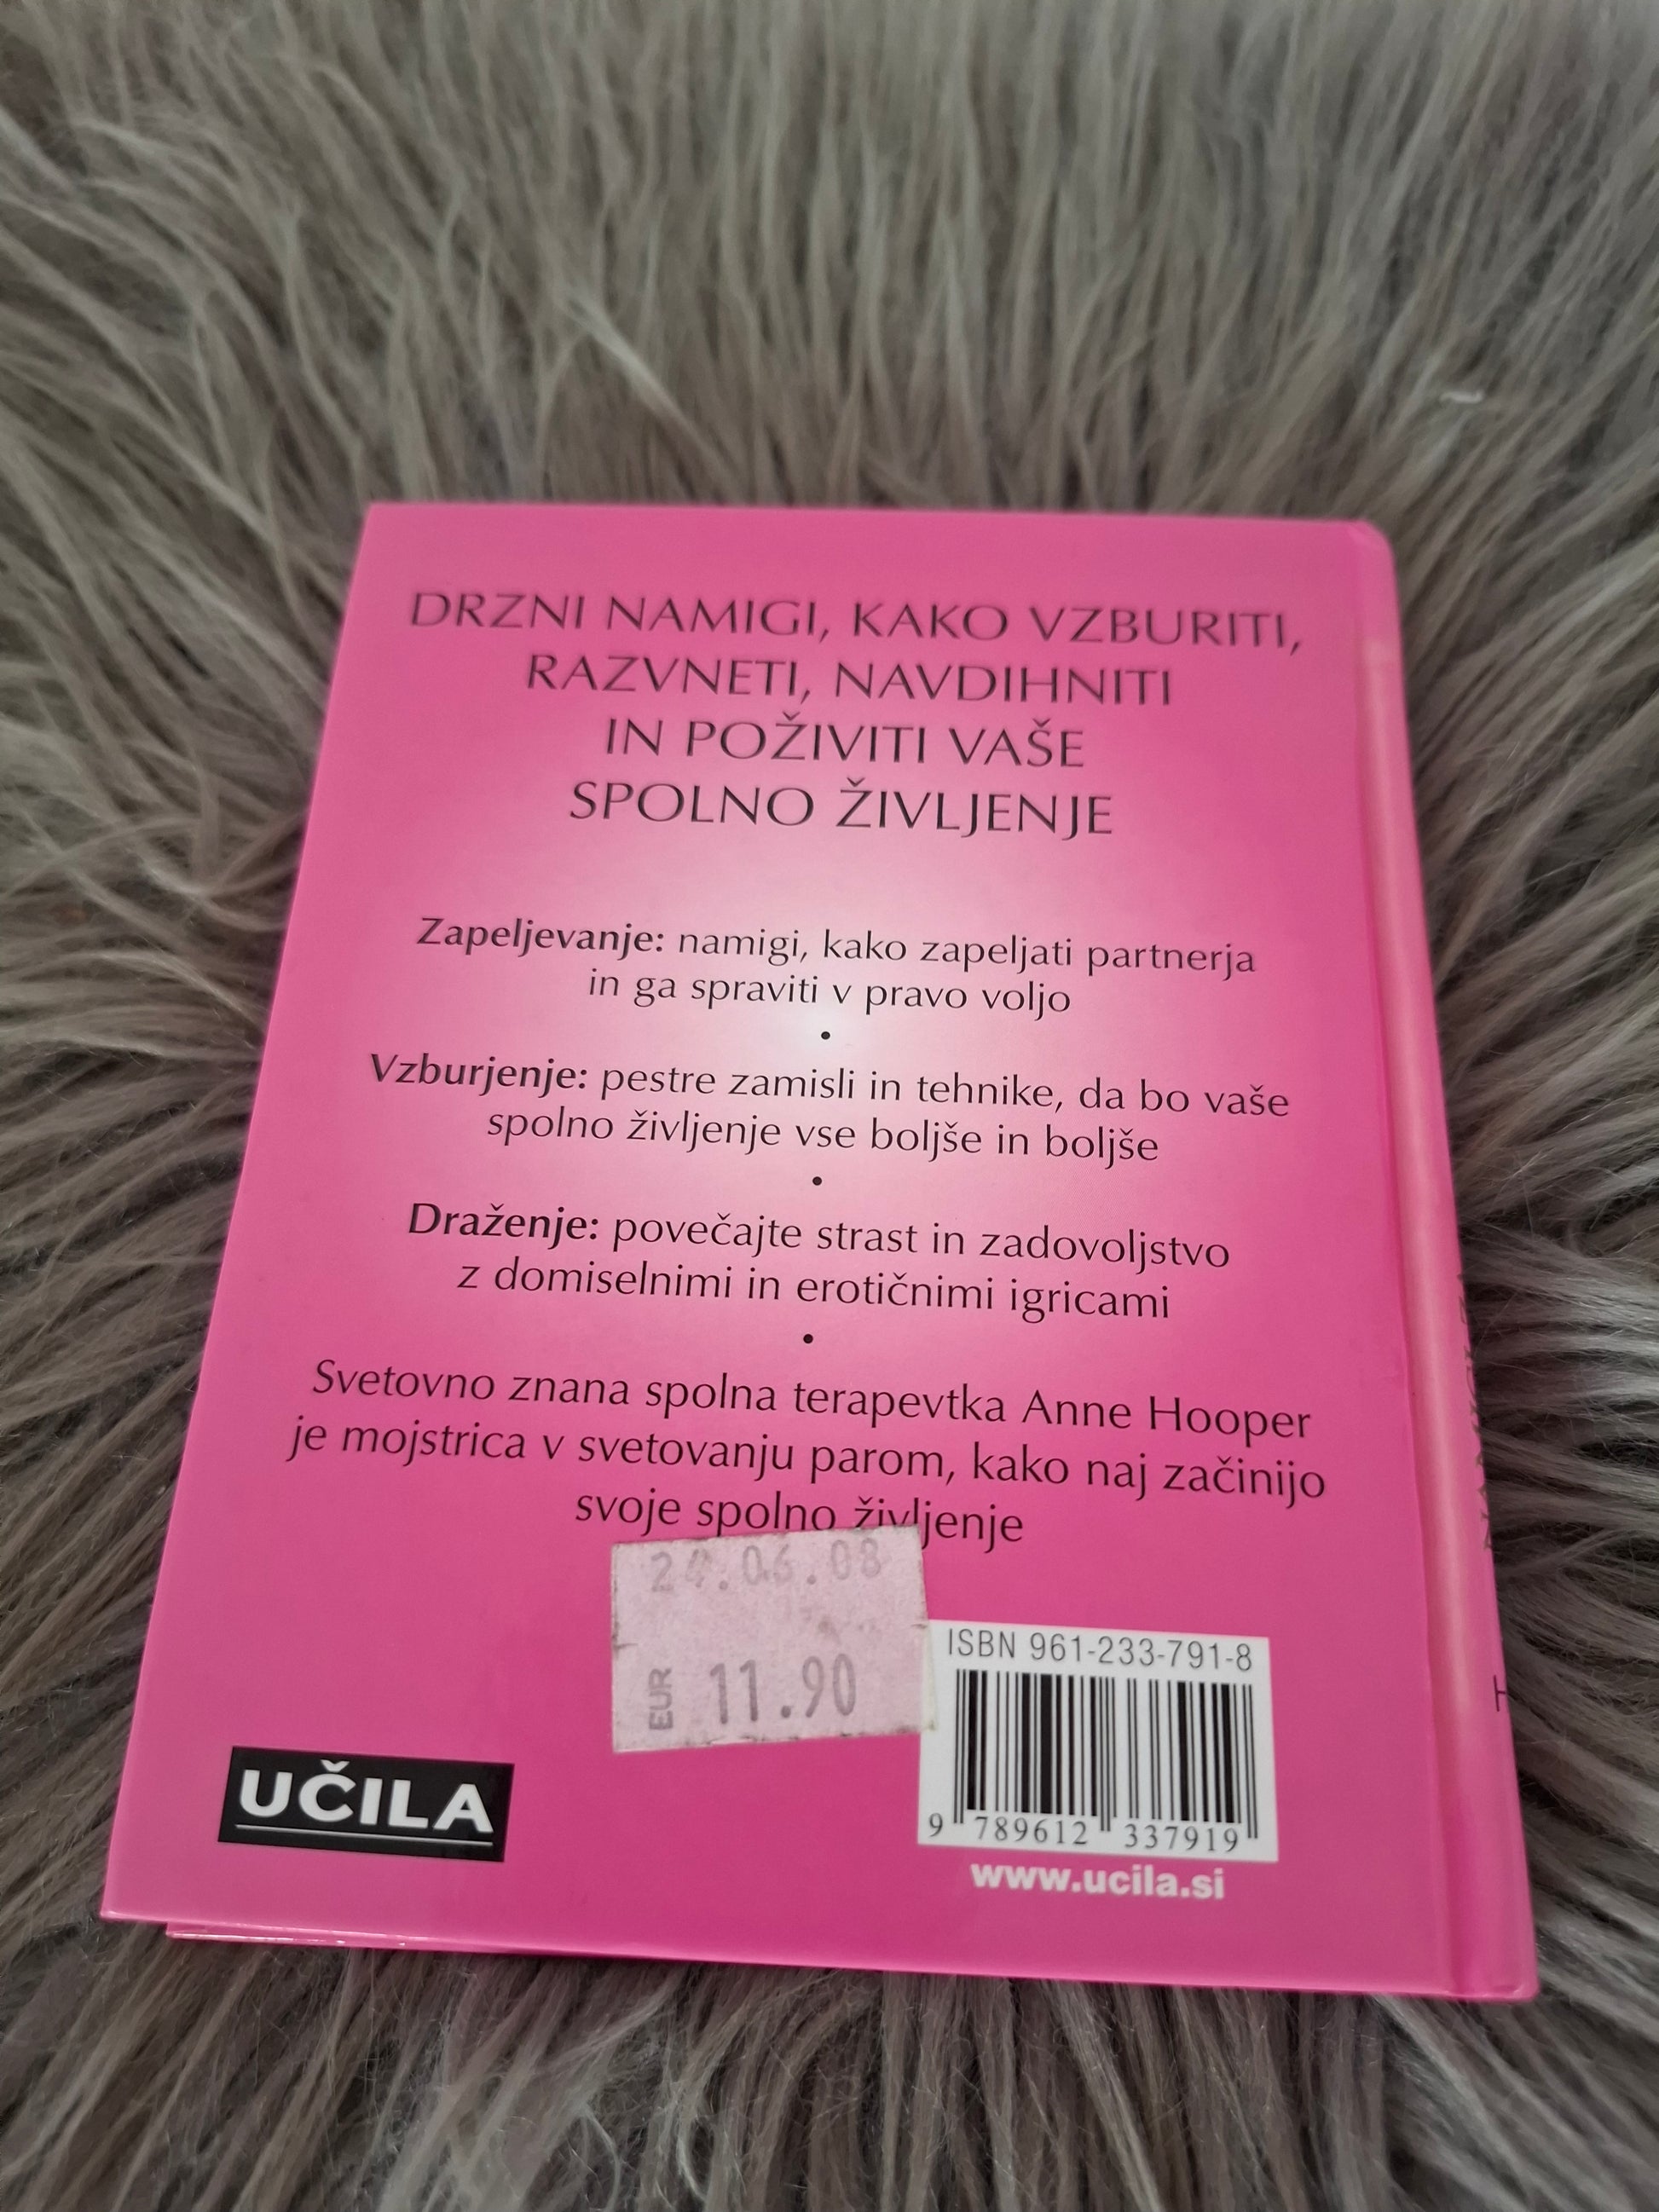 DRZNI NAMIGI, KAKO VZBURITI,
RAZVNETI, NAVDIHNITI
IN POŽIVITI VAŠE
SPOLNO ŽIVLJENJE
Zapeljevanje: namigi, kako zapeljati partnerja
in ga spraviti v pravo voljo
•
Vzburjenje: pestre zamisli in tehnike, da bo vaše
spolno življenje vse boljše in boljše
•
Draženje: povečajte strast in zadovoljstvo
z domiselnimi in erotičnimi igricami
•
Svetovno znana spolna terapevtka Anne Hooper
je mojstrica v svetovanju parom, kako naj začinijo
svoje spolno življenje
24.06.08
EUR 11.90
ISBN 961-233-791-8
9 789612 337919
www.ucila.si
UČILA